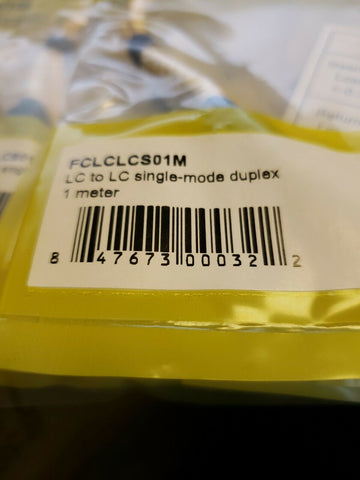 FCLCLCS01M
LC to LC single-mode duplex
1 meter
8 47673 00032 2